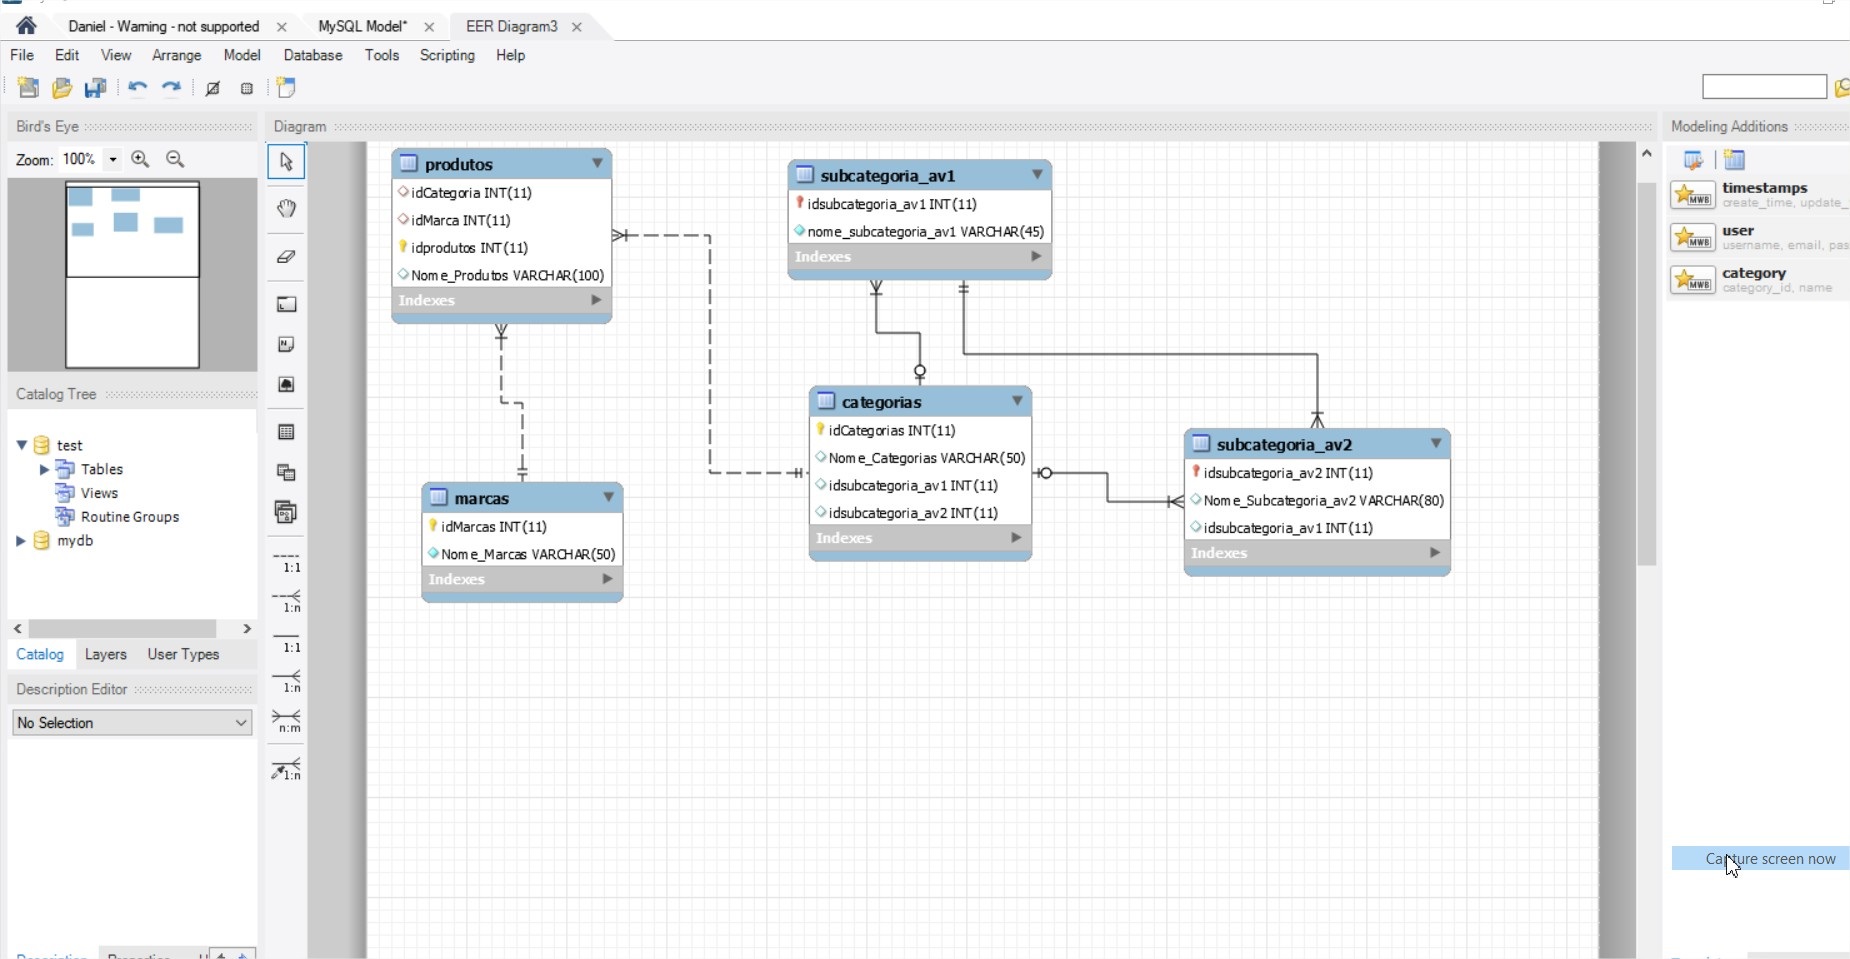 Daniel - Warning - not supported
MySQL Model*
EER Diagram3
File Edit View Arrange Model Database Tools Scripting Help
Bird's Eye
Diagram
Modeling Additions
Zoom: 100%
produtos
idCategoria INT(11)
idMarca INT(11)
idprodutos INT(11)
Nome_Produtos VARCHAR(100)
Indexes
subcategoria_av1
idsubcategoria_av1 INT(11)
nome_subcategoria_av1 VARCHAR(45)
Indexes
timestamps
create_time, update_
user
username, email, pas
category
category_id, name
MWB
MWB
MWB
Catalog Tree
test
Tables
Views
Routine Groups
mydb
categorias
idCategorias INT(11)
Nome_Categorias VARCHAR(50)
idsubcategoria_av1 INT(11)
idsubcategoria_av2 INT(11)
Indexes
subcategoria_av2
idsubcategoria_av2 INT(11)
Nome_Subcategoria_av2 VARCHAR(80)
idsubcategoria_av1 INT(11)
Indexes
marcas
idMarcas INT(11)
Nome_Marcas VARCHAR(50)
Indexes
1:1
1:n
1:1
1:n
n:m
1:n
Catalog Layers User Types
Description Editor
No Selection
Capture screen now